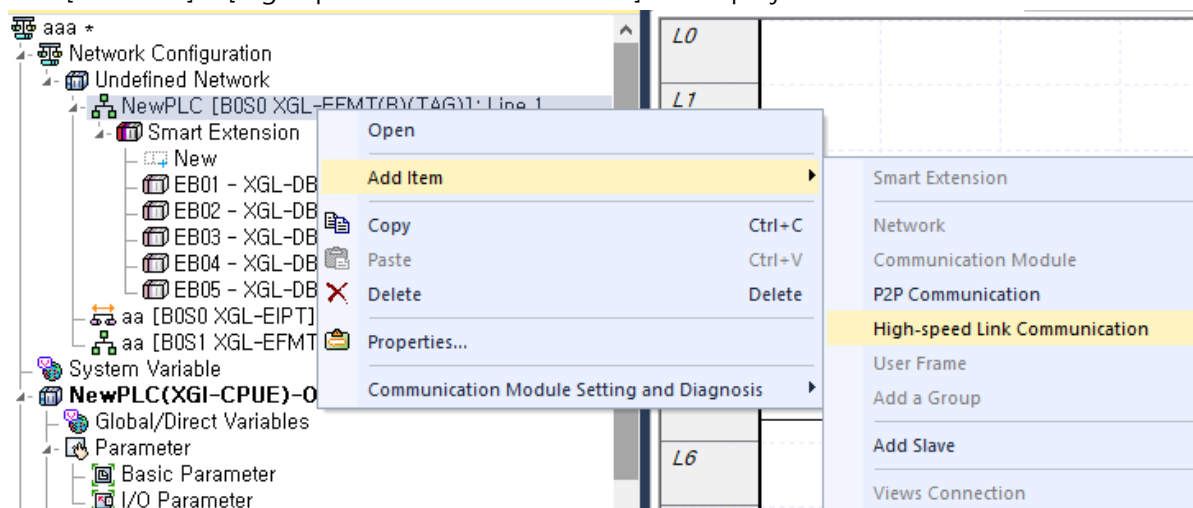 aaa *
Network Configuration
Undefined Network
NewPLC [B0S0 XGL-EFMT(B)(TAG)]: Line 1
Smart Extension
New
EB01 - XGL-DB
EB02 - XGL-DB
EB03 - XGL-DB
EB04 - XGL-DB
EB05 - XGL-DB
aa [B0S0 XGL-EIPT]
aa [B0S1 XGL-EFMT
System Variable
NewPLC(XGI-CPUE)-O
Global/Direct Variables
Parameter
Basic Parameter
I/O Parameter
Open
Add Item
Copy Ctrl+C
Paste Ctrl+V
Delete Delete
Properties...
Communication Module Setting and Diagnosis
Smart Extension
Network
Communication Module
P2P Communication
High-speed Link Communication
User Frame
Add a Group
Add Slave
Views Connection
L0
L1
L6